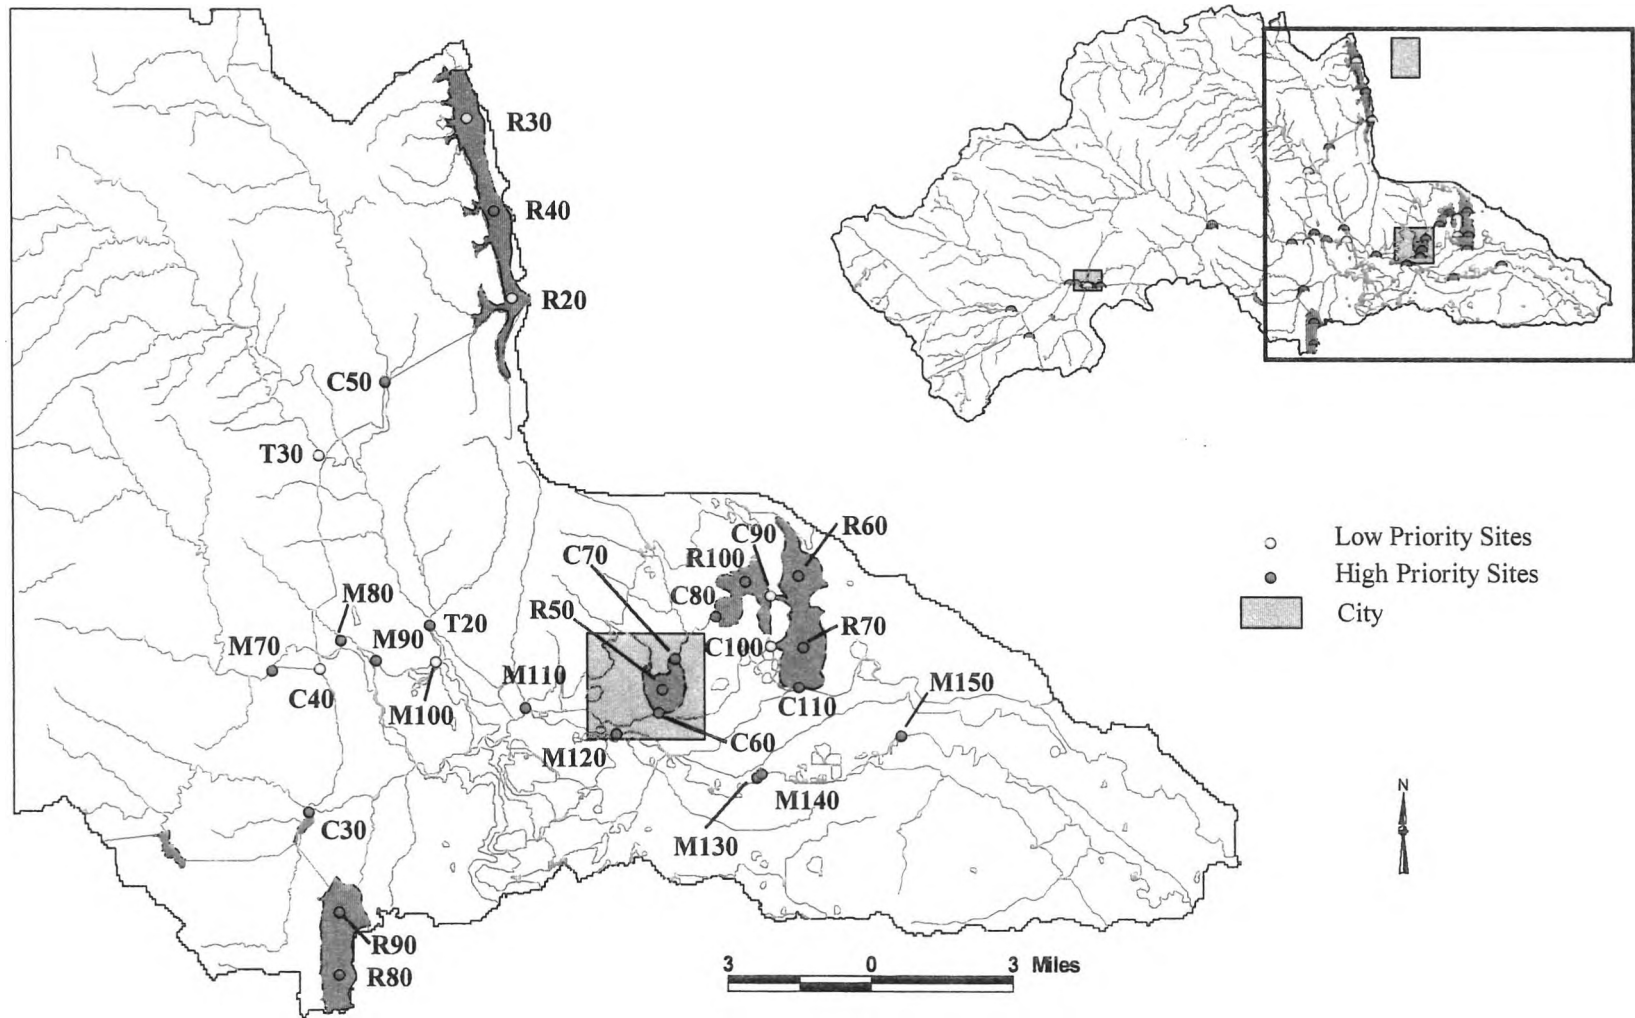 R30
R40
R20
C50
T30
R60
C90
R100
C70
C80
M80
R50
T20
M90
R70
M70
C100
M150
M110
C40
M100
C110
C60
M120
M140
C30
M130
R90
R80
Low Priority Sites
High Priority Sites
City
N
3 0 3 Miles